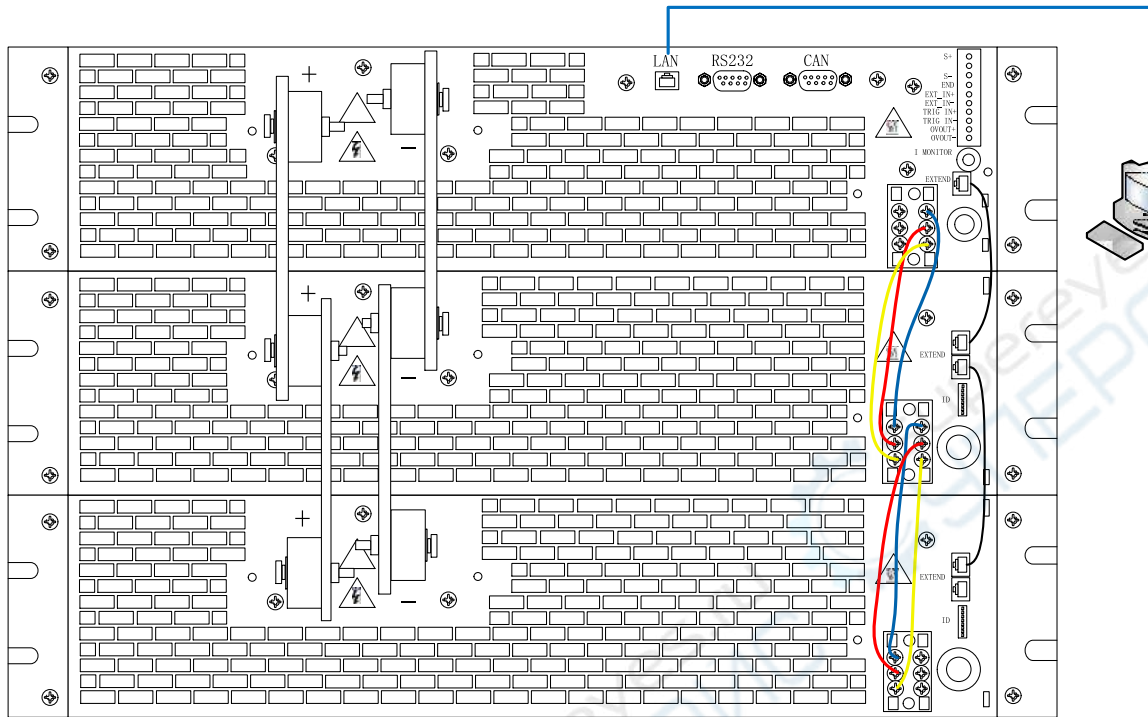 LAN RS232 CAN
S+
S-
END
EXT_IN+
EXT_IN-
TRIG IN+
TRIG IN-
OVOUT+
OVOUT-
I MONITOR
EXTEND
+
-
+
-
EXTEND
ID
+
-
EXTEND
ID